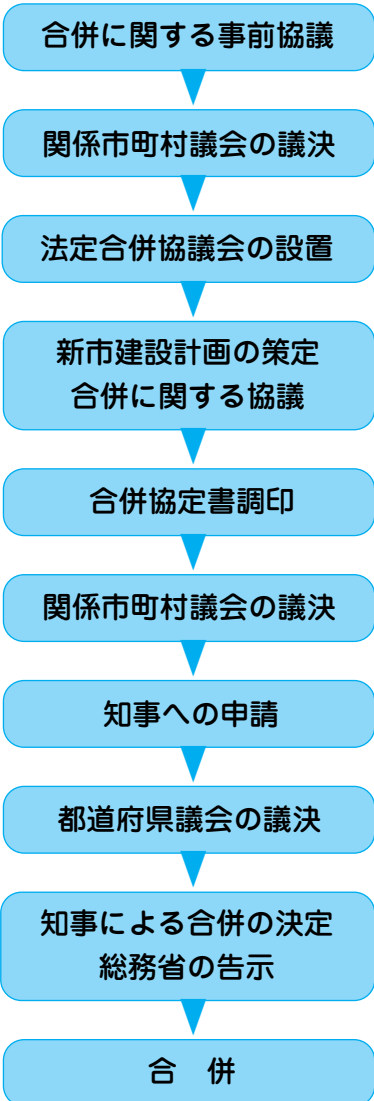 合併に関する事前協議
関係市町村議会の議決
法定合併協議会の設置
新市建設計画の策定
合併に関する協議
合併協定書調印
関係市町村議会の議決
知事への申請
都道府県議会の議決
知事による合併の決定
総務省の告示
合　併